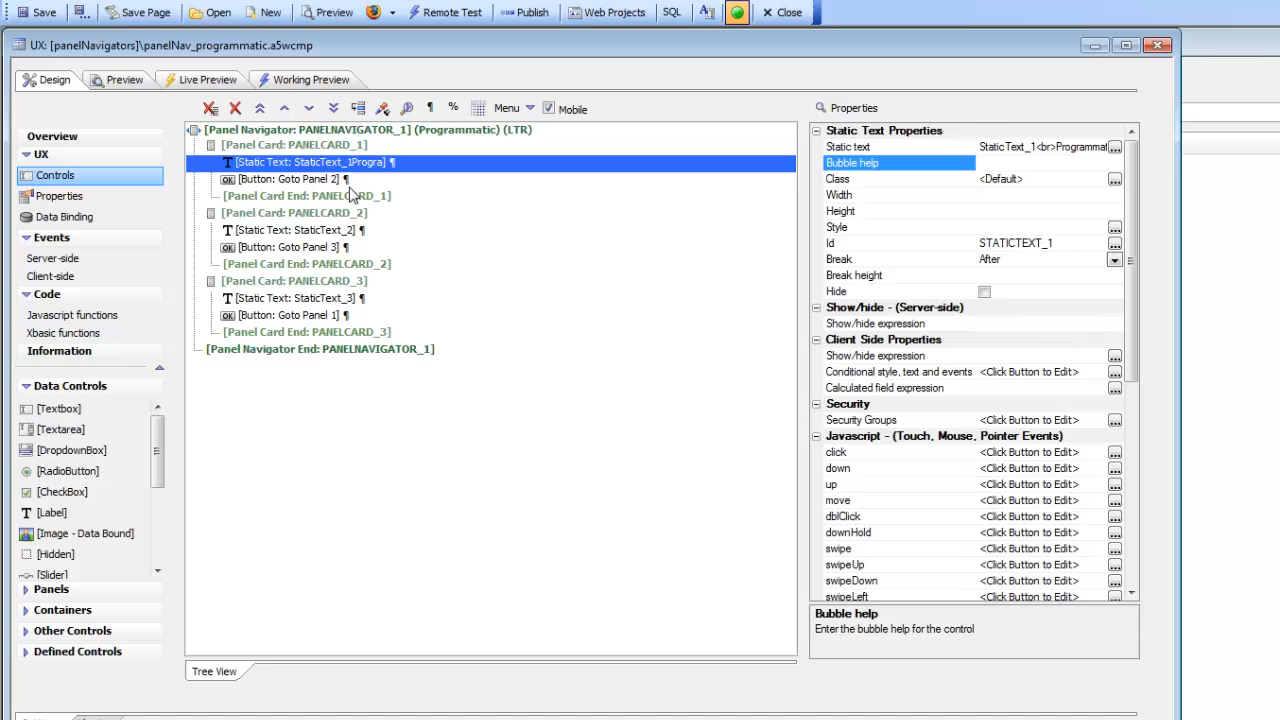 Save Save Page Open New Preview Remote Test Publish Web Projects SQL A Close
UX: [panelNavigators]\panelNav_programmatic.a5wcmp
Design Preview Live Preview Working Preview
¶ % Menu Mobile
Overview
UX
Controls
Properties
Data Binding
Events
Server-side
Client-side
Code
Javascript functions
Xbasic functions
Information
Data Controls
[Textbox]
[Textarea]
[DropdownBox]
[RadioButton]
[CheckBox]
T [Label]
[Image - Data Bound]
[Hidden]
[Slider]
Panels
Containers
Other Controls
Defined Controls
[Panel Navigator: PANELNAVIGATOR_1] (Programmatic) (LTR)
[Panel Card: PANELCARD_1]
T [Static Text: StaticText_1Progra] ¶
OK [Button: Goto Panel 2] ¶
[Panel Card End: PANELCARD_1]
[Panel Card: PANELCARD_2]
T [Static Text: StaticText_2] ¶
OK [Button: Goto Panel 3] ¶
[Panel Card End: PANELCARD_2]
[Panel Card: PANELCARD_3]
T [Static Text: StaticText_3] ¶
OK [Button: Goto Panel 1] ¶
[Panel Card End: PANELCARD_3]
[Panel Navigator End: PANELNAVIGATOR_1]
Tree View
Properties
Static Text Properties
Static text StaticText_1<br>Programmat ...
Bubble help
Class <Default> ...
Width
Height
Style ...
Id STATICTEXT_1 ...
Break After
Break height
Hide
Show/hide - (Server-side)
Show/hide expression
Client Side Properties
Show/hide expression ...
Conditional style, text and events <Click Button to Edit> ...
Calculated field expression ...
Security
Security Groups <Click Button to Edit> ...
Javascript - (Touch, Mouse, Pointer Events)
click <Click Button to Edit> ...
down <Click Button to Edit> ...
up <Click Button to Edit> ...
move <Click Button to Edit> ...
dblClick <Click Button to Edit> ...
downHold <Click Button to Edit> ...
swipe <Click Button to Edit> ...
swipeUp <Click Button to Edit> ...
swipeDown <Click Button to Edit> ...
swipeLeft <Click Button to Edit> ...
Bubble help
Enter the bubble help for the control